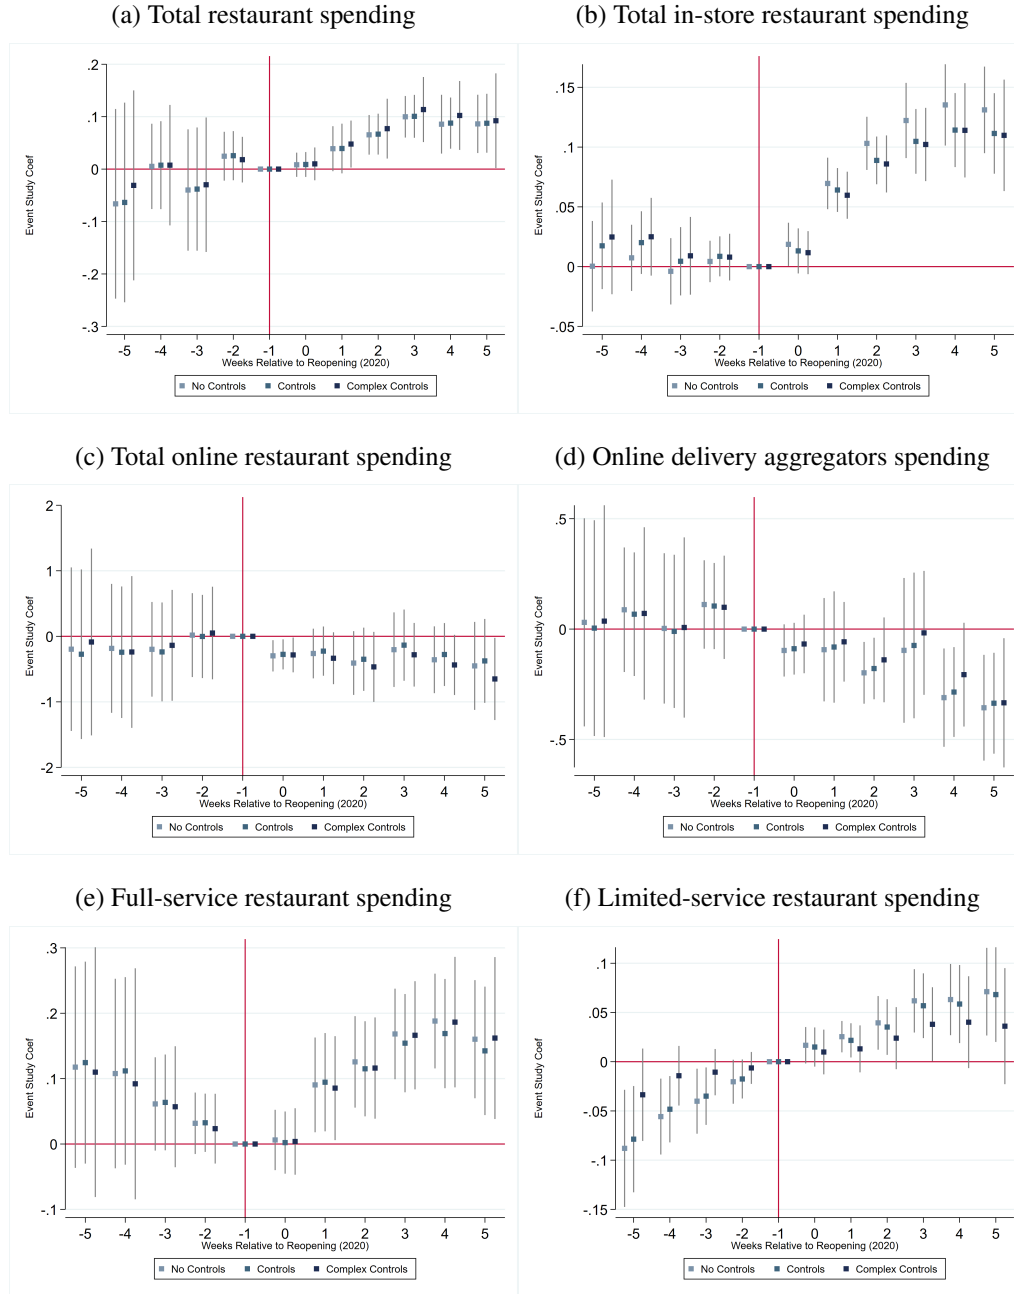 (a) Total restaurant spending
.2
.1
0
-.1
-.2
-.3
Event Study Coef
-5 -4 -3 -2 -1 0 1 2 3 4 5
Weeks Relative to Reopening (2020)
No Controls Controls Complex Controls
(b) Total in-store restaurant spending
.15
.1
.05
0
-.05
Event Study Coef
-5 -4 -3 -2 -1 0 1 2 3 4 5
Weeks Relative to Reopening (2020)
No Controls Controls Complex Controls
(c) Total online restaurant spending
2
1
0
-1
-2
Event Study Coef
-5 -4 -3 -2 -1 0 1 2 3 4 5
Weeks Relative to Reopening (2020)
No Controls Controls Complex Controls
(d) Online delivery aggregators spending
.5
0
-.5
Event Study Coef
-5 -4 -3 -2 -1 0 1 2 3 4 5
Weeks Relative to Reopening (2020)
No Controls Controls Complex Controls
(e) Full-service restaurant spending
.3
.2
.1
0
-.1
Event Study Coef
-5 -4 -3 -2 -1 0 1 2 3 4 5
Weeks Relative to Reopening (2020)
No Controls Controls Complex Controls
(f) Limited-service restaurant spending
.1
.05
0
-.05
-.1
-.15
Event Study Coef
-5 -4 -3 -2 -1 0 1 2 3 4 5
Weeks Relative to Reopening (2020)
No Controls Controls Complex Controls